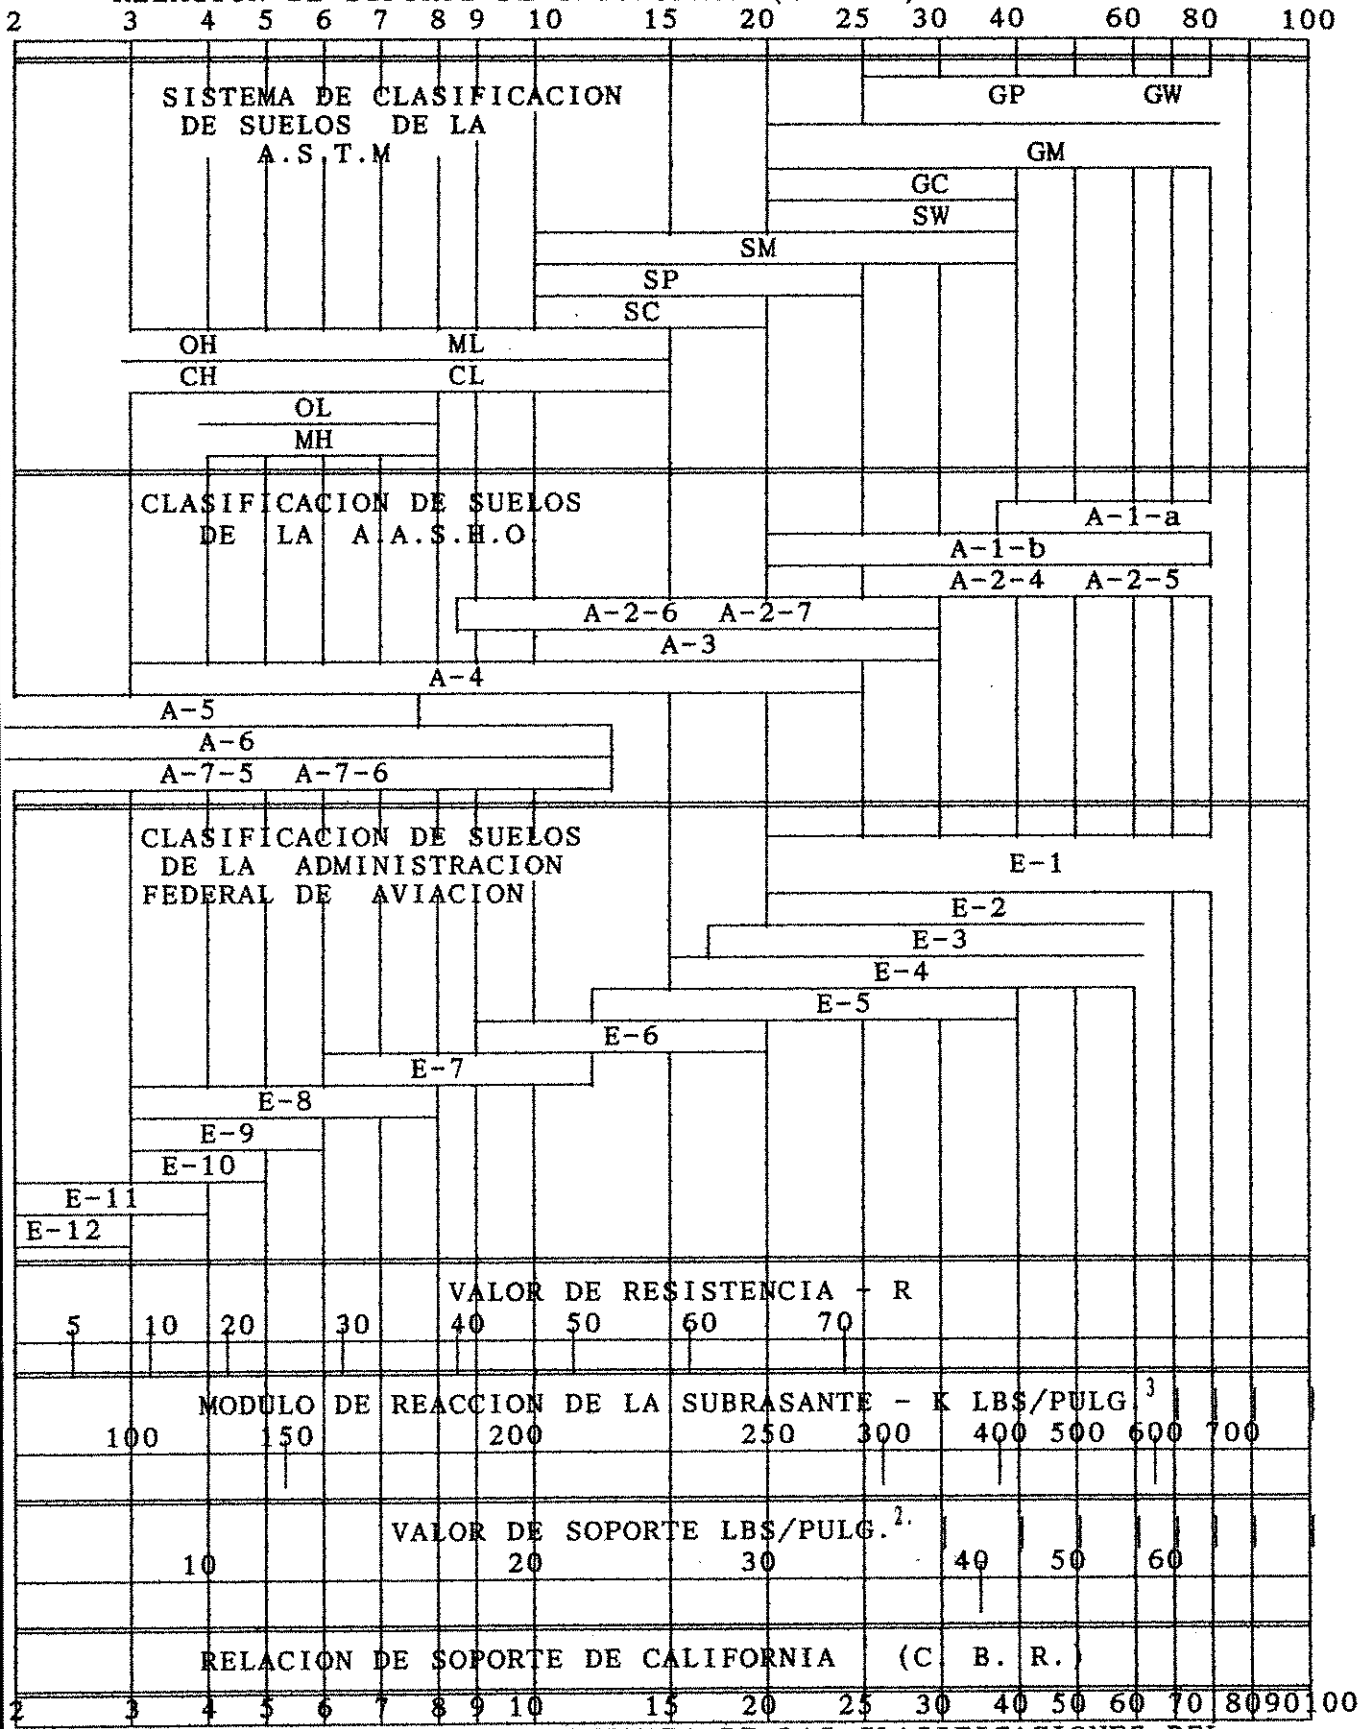 2 3 4 5 6 7 8 9 10 15 20 25 30 40 60 80 100
SISTEMA DE CLASIFICACION
DE SUELOS DE LA
A.S.T.M
GP GW
GM
GC
SW
SM
SP
SC
OH ML
CH CL
OL
MH
CLASIFICACION DE SUELOS
DE LA A.A.S.H.O
A-1-a
A-1-b
A-2-4 A-2-5
A-2-6 A-2-7
A-3
A-4
A-5
A-6
A-7-5 A-7-6
CLASIFICACION DE SUELOS
DE LA ADMINISTRACION
FEDERAL DE AVIACION
E-1
E-2
E-3
E-4
E-5
E-6
E-7
E-8
E-9
E-10
E-11
E-12
VALOR DE RESISTENCIA - R
5 10 20 30 40 50 60 70
MODULO DE REACCION DE LA SUBRASANTE - K LBS/PULG.3
100 150 200 250 300 400 500 600 700
VALOR DE SOPORTE LBS/PULG.2.
10 20 30 40 50 60
RELACION DE SOPORTE DE CALIFORNIA (C. B. R.)
2 3 4 5 6 7 8 9 10 15 20 25 30 40 50 60 70 80 90 100